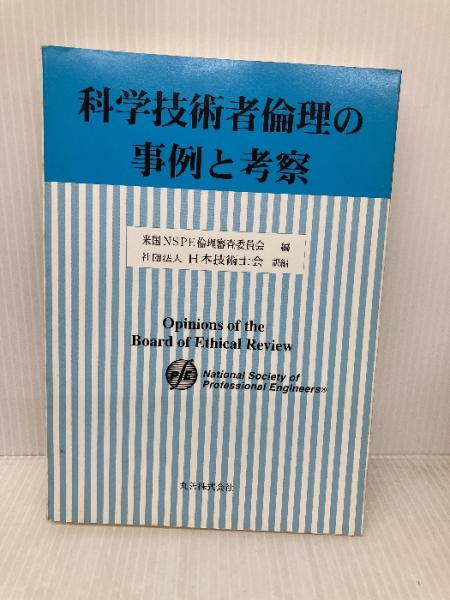 科学技術者倫理の
事例と考察
米国NSPE倫理審査委員会 編
社団法人 日本技術士会 訳編
Opinions of the
Board of Ethical Review
National Society of
Professional Engineers®
丸善株式会社